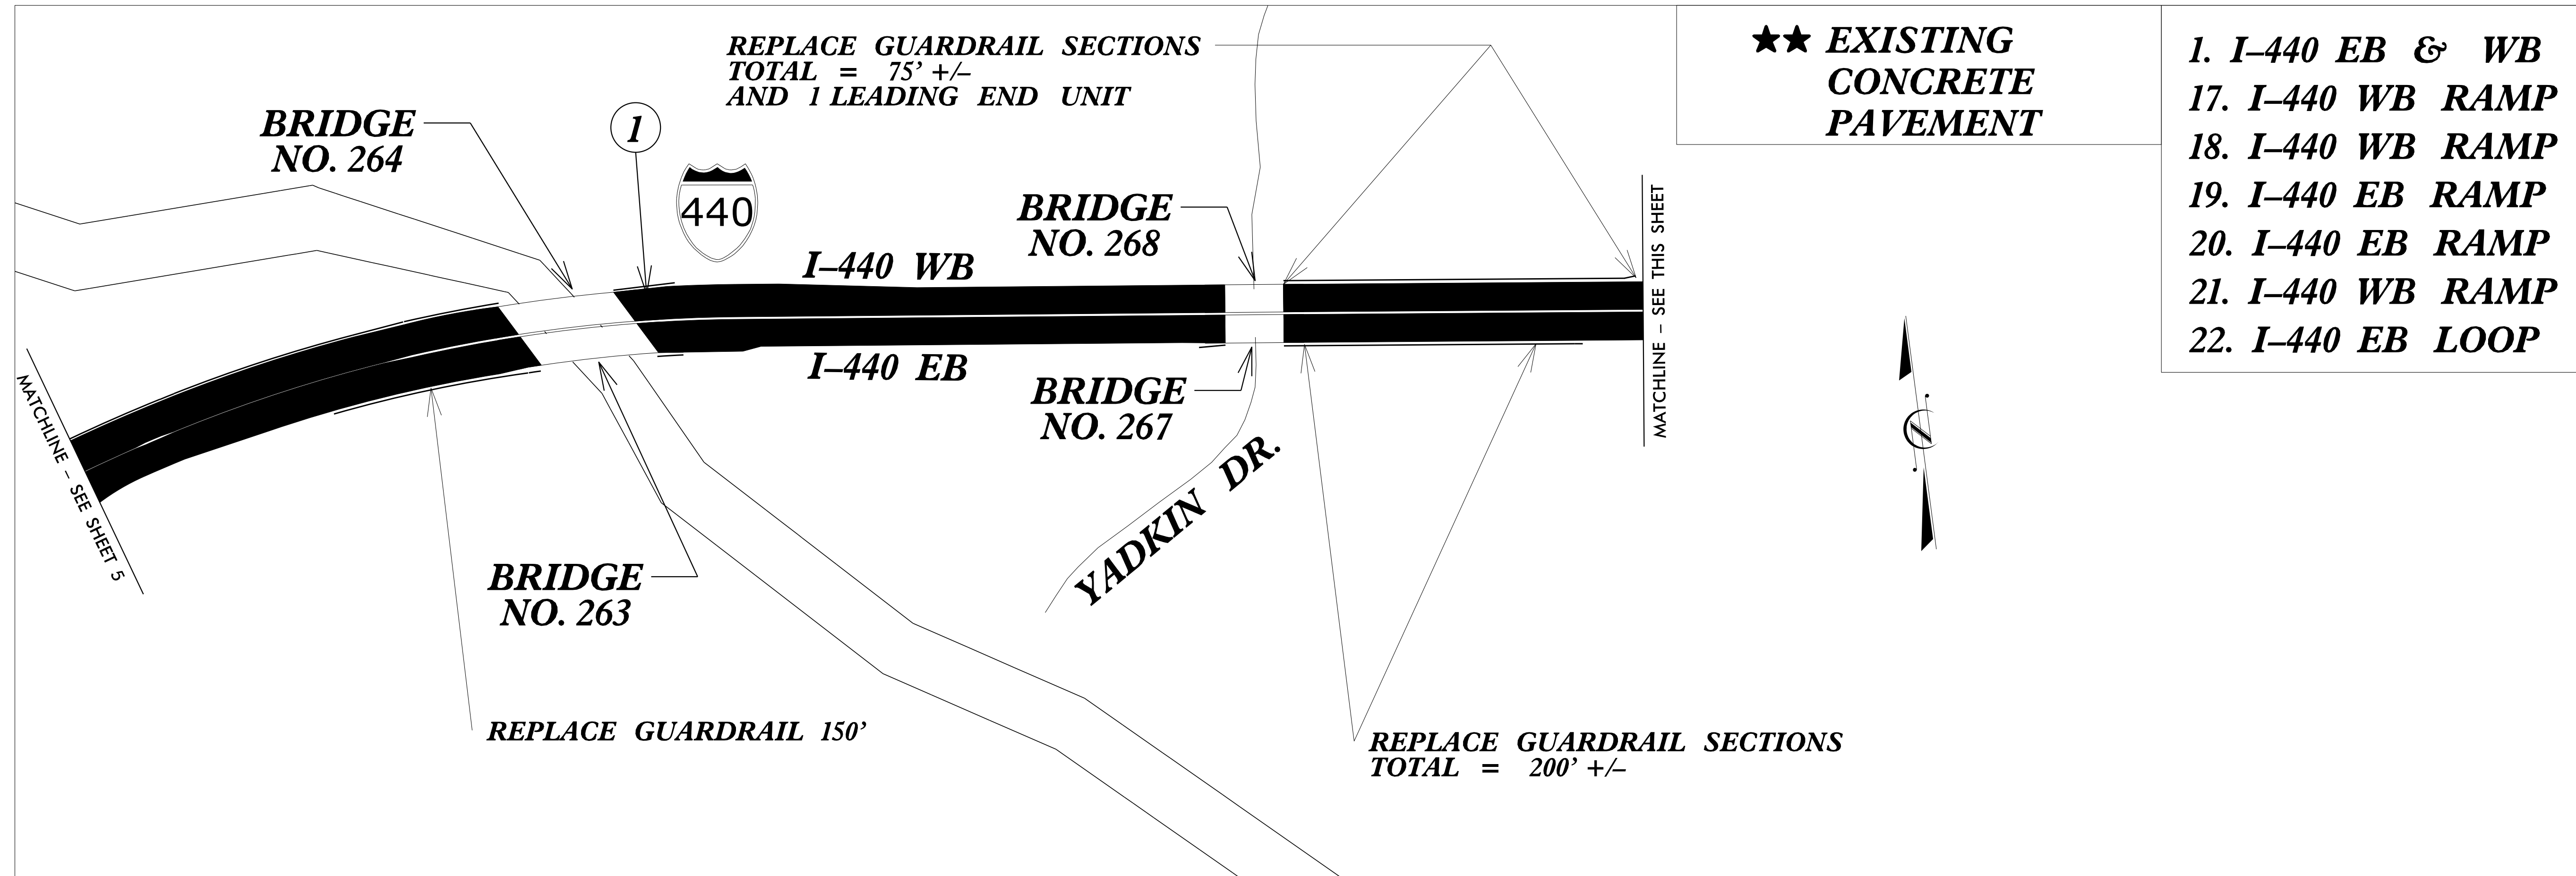 REPLACE GUARDRAIL SECTIONS
TOTAL = 75' +/–
AND 1 LEADING END UNIT
★★ EXISTING
CONCRETE
PAVEMENT
1. I–440 EB & WB
17. I–440 WB RAMP
18. I–440 WB RAMP
19. I–440 EB RAMP
20. I–440 EB RAMP
21. I–440 WB RAMP
22. I–440 EB LOOP
BRIDGE
NO. 264
1
440
BRIDGE
NO. 268
I–440 WB
I–440 EB
BRIDGE
NO. 267
MATCHLINE – SEE THIS SHEET
MATCHLINE – SEE SHEET 5
YADKIN DR.
N
BRIDGE
NO. 263
REPLACE GUARDRAIL 150'
REPLACE GUARDRAIL SECTIONS
TOTAL = 200' +/–